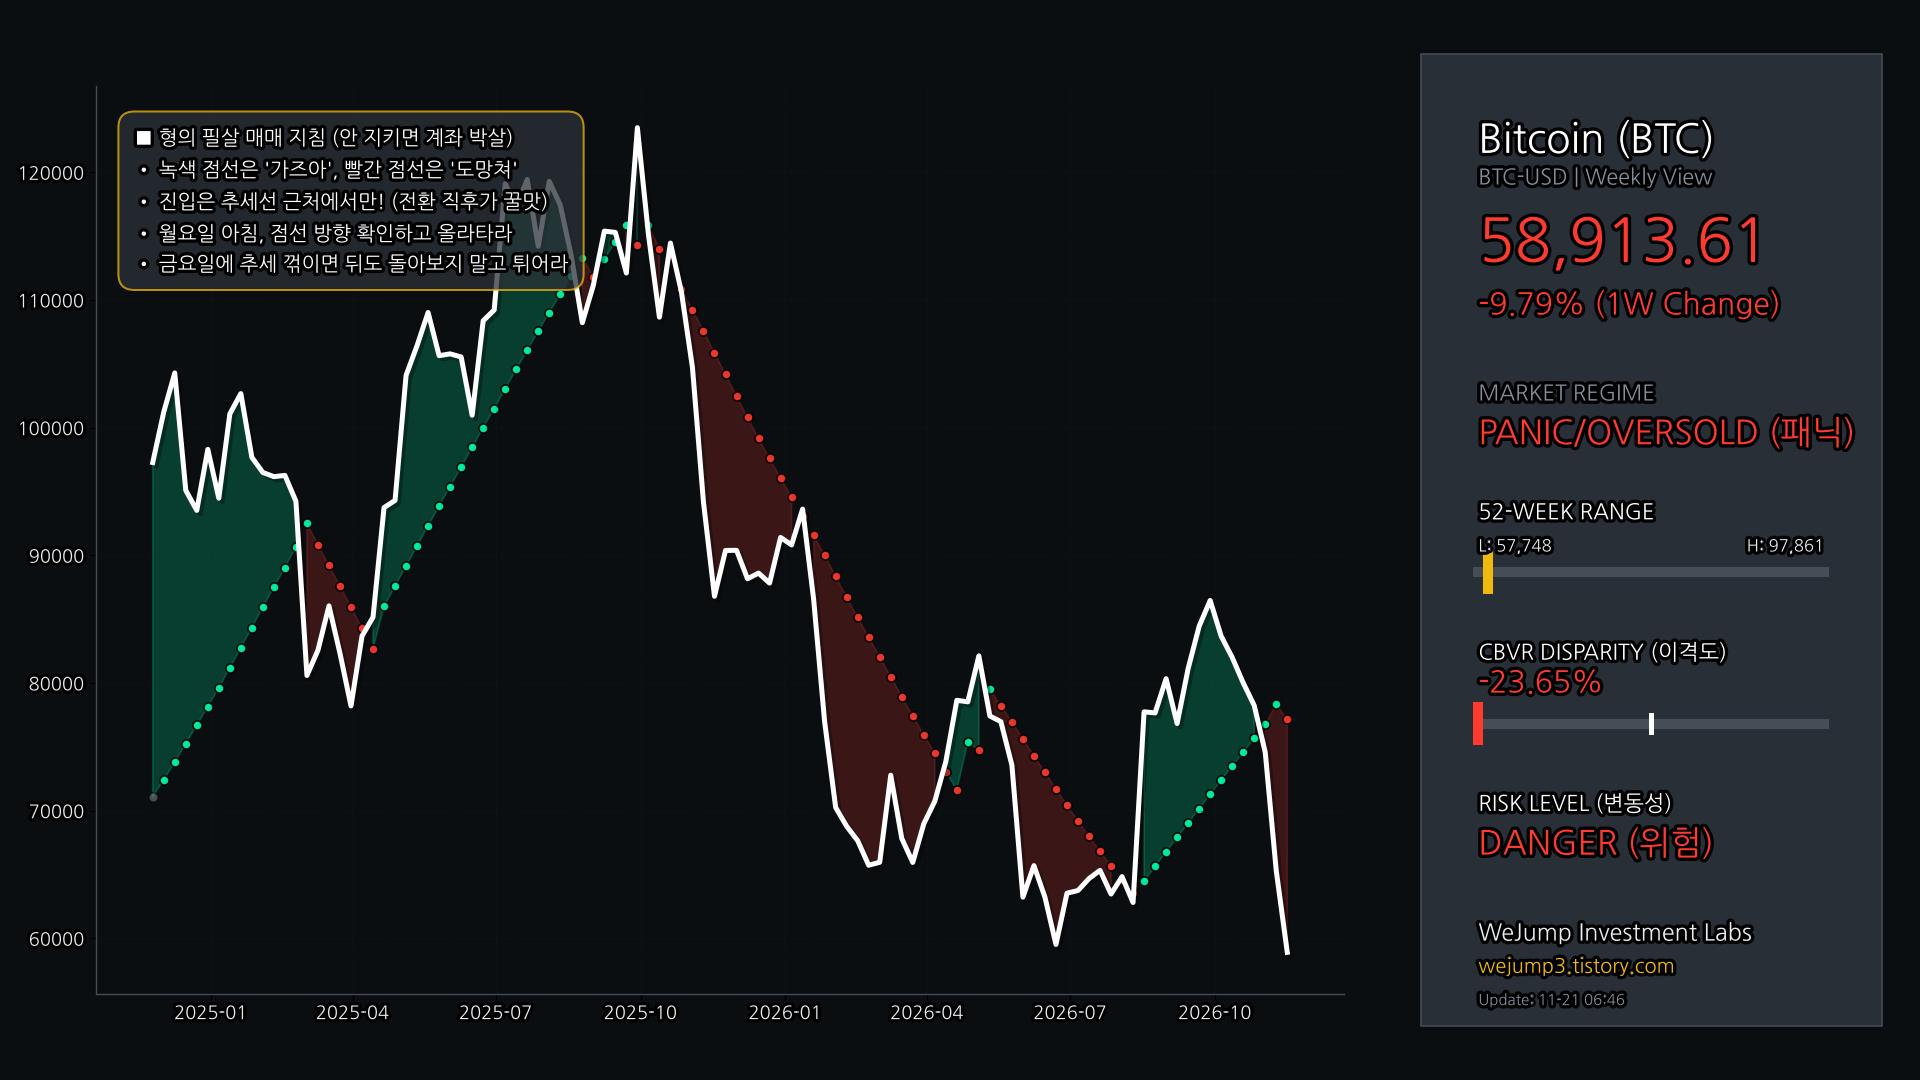 ■ 형의 필살 매매 지침 (안 지키면 계좌 박살)
• 녹색 점선은 '가즈아', 빨간 점선은 '도망쳐'
• 진입은 추세선 근처에서만! (전환 직후가 꿀맛)
• 월요일 아침, 점선 방향 확인하고 올라타라
• 금요일에 추세 꺾이면 뒤도 돌아보지 말고 튀어라
120000
110000
100000
90000
80000
70000
60000
2025-01
2025-04
2025-07
2025-10
2026-01
2026-04
2026-07
2026-10
Bitcoin (BTC)
BTC-USD | Weekly View
58,913.61
-9.79% (1W Change)
MARKET REGIME
PANIC/OVERSOLD (패닉)
52-WEEK RANGE
L: 57,748
H: 97,861
CBVR DISPARITY (이격도)
-23.65%
RISK LEVEL (변동성)
DANGER (위험)
WeJump Investment Labs
wejump3.tistory.com
Update: 11-21 06:46